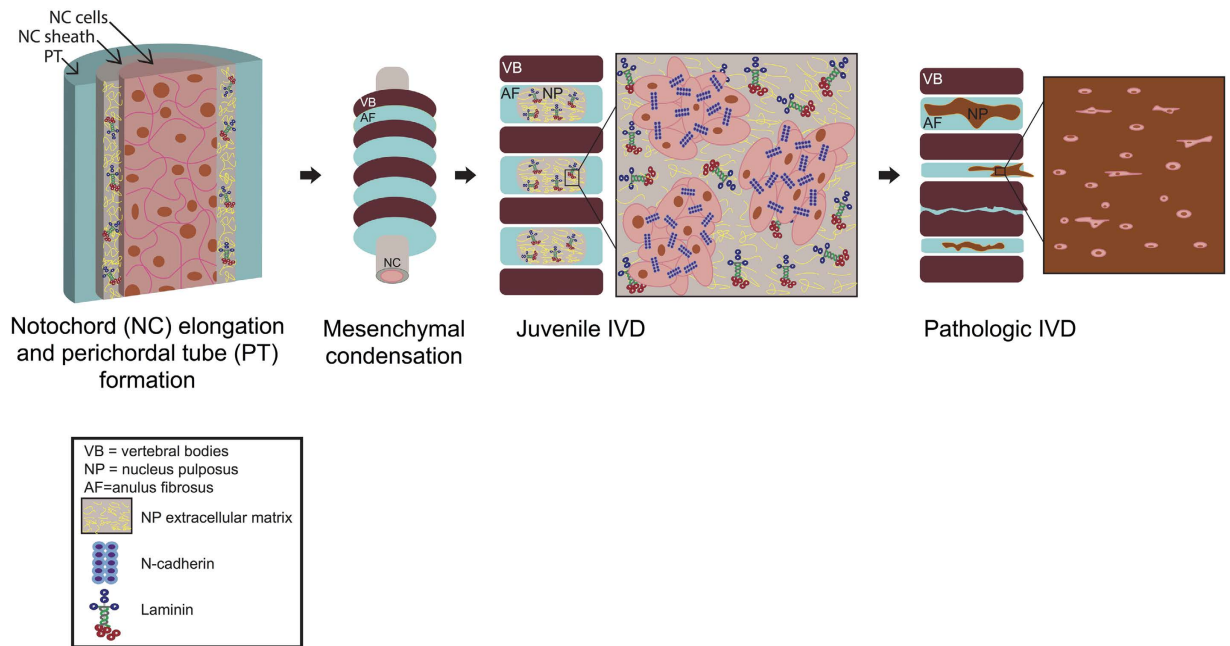 NC cells
NC sheath
PT
VB
AF
NC
VB
AF NP
VB
NP
AF
Notochord (NC) elongation
and perichordal tube (PT)
formation
Mesenchymal
condensation
Juvenile IVD
Pathologic IVD
VB = vertebral bodies
NP = nucleus pulposus
AF=anulus fibrosus
NP extracellular matrix
N-cadherin
Laminin